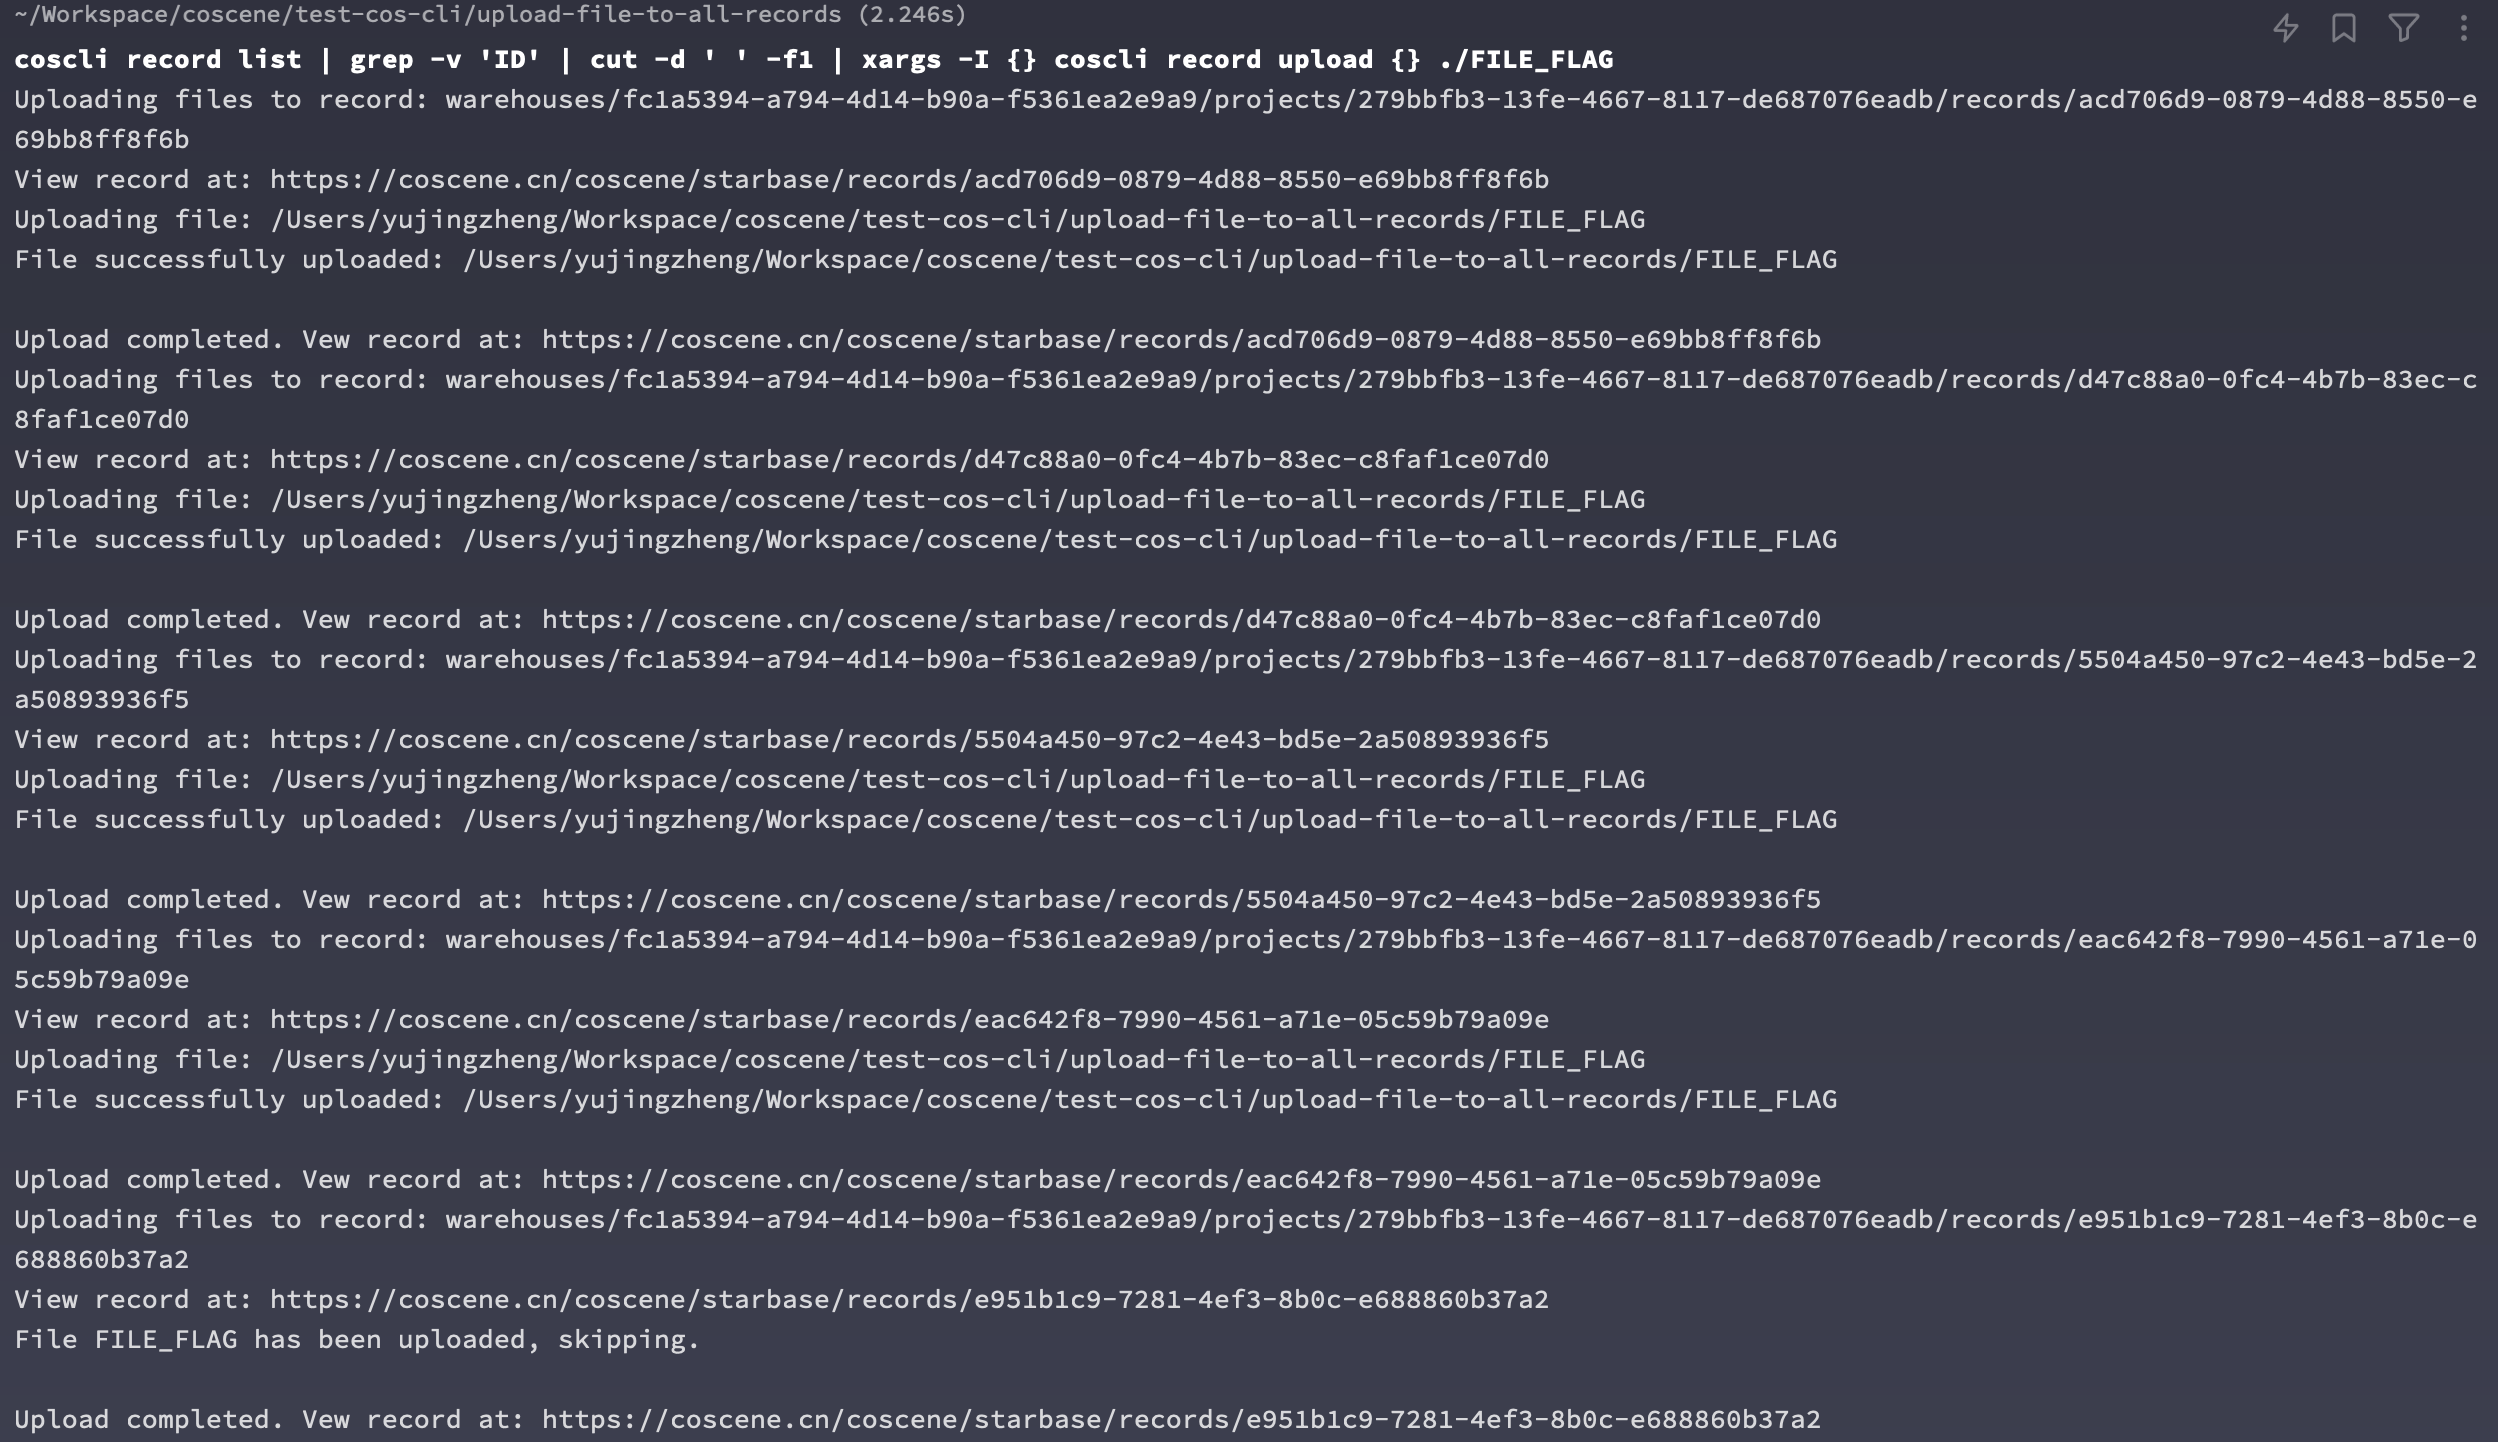 ~/Workspace/coscene/test-cos-cli/upload-file-to-all-records (2.246s)
coscli record list | grep -v 'ID' | cut -d ' ' -f1 | xargs -I {} coscli record upload {} ./FILE_FLAG
Uploading files to record: warehouses/fc1a5394-a794-4d14-b90a-f5361ea2e9a9/projects/279bbfb3-13fe-4667-8117-de687076eadb/records/acd706d9-0879-4d88-8550-e
69bb8ff8f6b
View record at: https://coscene.cn/coscene/starbase/records/acd706d9-0879-4d88-8550-e69bb8ff8f6b
Uploading file: /Users/yujingzheng/Workspace/coscene/test-cos-cli/upload-file-to-all-records/FILE_FLAG
File successfully uploaded: /Users/yujingzheng/Workspace/coscene/test-cos-cli/upload-file-to-all-records/FILE_FLAG
Upload completed. Vew record at: https://coscene.cn/coscene/starbase/records/acd706d9-0879-4d88-8550-e69bb8ff8f6b
Uploading files to record: warehouses/fc1a5394-a794-4d14-b90a-f5361ea2e9a9/projects/279bbfb3-13fe-4667-8117-de687076eadb/records/d47c88a0-0fc4-4b7b-83ec-c
8faf1ce07d0
View record at: https://coscene.cn/coscene/starbase/records/d47c88a0-0fc4-4b7b-83ec-c8faf1ce07d0
Uploading file: /Users/yujingzheng/Workspace/coscene/test-cos-cli/upload-file-to-all-records/FILE_FLAG
File successfully uploaded: /Users/yujingzheng/Workspace/coscene/test-cos-cli/upload-file-to-all-records/FILE_FLAG
Upload completed. Vew record at: https://coscene.cn/coscene/starbase/records/d47c88a0-0fc4-4b7b-83ec-c8faf1ce07d0
Uploading files to record: warehouses/fc1a5394-a794-4d14-b90a-f5361ea2e9a9/projects/279bbfb3-13fe-4667-8117-de687076eadb/records/5504a450-97c2-4e43-bd5e-2
a50893936f5
View record at: https://coscene.cn/coscene/starbase/records/5504a450-97c2-4e43-bd5e-2a50893936f5
Uploading file: /Users/yujingzheng/Workspace/coscene/test-cos-cli/upload-file-to-all-records/FILE_FLAG
File successfully uploaded: /Users/yujingzheng/Workspace/coscene/test-cos-cli/upload-file-to-all-records/FILE_FLAG
Upload completed. Vew record at: https://coscene.cn/coscene/starbase/records/5504a450-97c2-4e43-bd5e-2a50893936f5
Uploading files to record: warehouses/fc1a5394-a794-4d14-b90a-f5361ea2e9a9/projects/279bbfb3-13fe-4667-8117-de687076eadb/records/eac642f8-7990-4561-a71e-0
5c59b79a09e
View record at: https://coscene.cn/coscene/starbase/records/eac642f8-7990-4561-a71e-05c59b79a09e
Uploading file: /Users/yujingzheng/Workspace/coscene/test-cos-cli/upload-file-to-all-records/FILE_FLAG
File successfully uploaded: /Users/yujingzheng/Workspace/coscene/test-cos-cli/upload-file-to-all-records/FILE_FLAG
Upload completed. Vew record at: https://coscene.cn/coscene/starbase/records/eac642f8-7990-4561-a71e-05c59b79a09e
Uploading files to record: warehouses/fc1a5394-a794-4d14-b90a-f5361ea2e9a9/projects/279bbfb3-13fe-4667-8117-de687076eadb/records/e951b1c9-7281-4ef3-8b0c-e
688860b37a2
View record at: https://coscene.cn/coscene/starbase/records/e951b1c9-7281-4ef3-8b0c-e688860b37a2
File FILE_FLAG has been uploaded, skipping.
Upload completed. Vew record at: https://coscene.cn/coscene/starbase/records/e951b1c9-7281-4ef3-8b0c-e688860b37a2